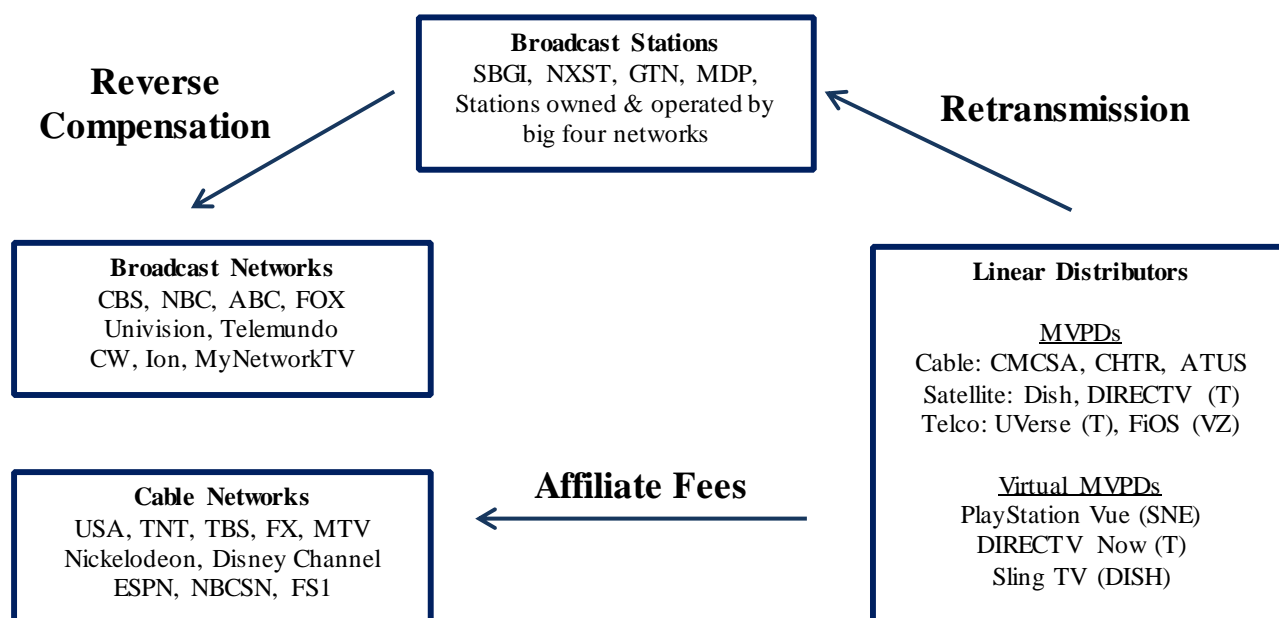 Broadcast Stations
SBGI, NXST, GTN, MDP,
Stations owned & operated by
big four networks
Reverse
Compensation
Retransmission
Broadcast Networks
CBS, NBC, ABC, FOX
Univision, Telemundo
CW, Ion, MyNetworkTV
Linear Distributors
MVPDs
Cable: CMCSA, CHTR, ATUS
Satellite: Dish, DIRECTV (T)
Telco: UVerse (T), FiOS (VZ)
Virtual MVPDs
PlayStation Vue (SNE)
DIRECTV Now (T)
Sling TV (DISH)
Affiliate Fees
Cable Networks
USA, TNT, TBS, FX, MTV
Nickelodeon, Disney Channel
ESPN, NBCSN, FS1